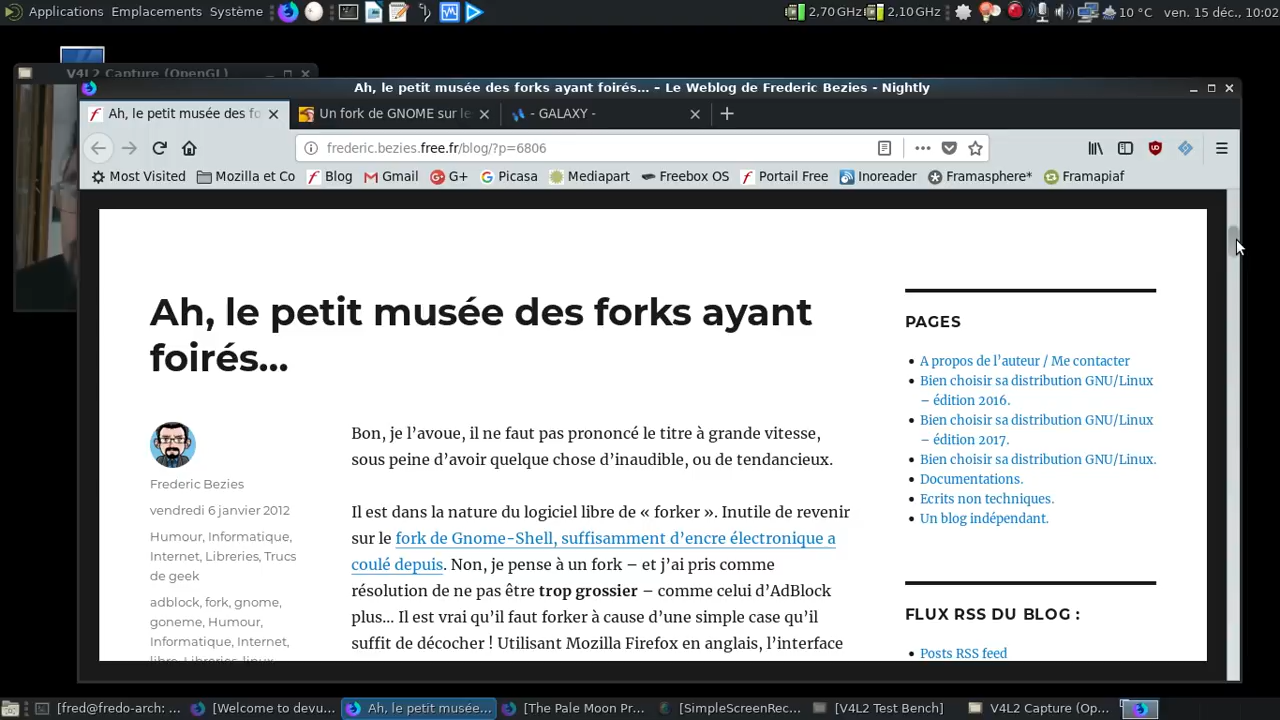 Applications Emplacements Système 2,70 GHz 2,10 GHz 10 °C ven. 15 déc., 10:02
V4L2 Capture (OpenGL)
Ah, le petit musée des forks ayant foirés… – Le Weblog de Frederic Bezies - Nightly
Ah, le petit musée des fo Un fork de GNOME sur le - GALAXY -
frederic.bezies.free.fr/blog/?p=6806
Most Visited Mozilla et Co Blog Gmail G+ Picasa Mediapart Freebox OS Portail Free Inoreader Framasphere* Framapiaf
Ah, le petit musée des forks ayant
foirés…
Frederic Bezies
vendredi 6 janvier 2012
Humour, Informatique,
Internet, Libreries, Trucs
de geek
adblock, fork, gnome,
goneme, Humour,
Informatique, Internet,
libre, Libreries, linux,
Bon, je l’avoue, il ne faut pas prononcé le titre à grande vitesse,
sous peine d’avoir quelque chose d’inaudible, ou de tendancieux.
Il est dans la nature du logiciel libre de « forker ». Inutile de revenir
sur le fork de Gnome-Shell, suffisamment d’encre électronique a
coulé depuis. Non, je pense à un fork – et j’ai pris comme
résolution de ne pas être trop grossier – comme celui d’AdBlock
plus… Il est vrai qu’il faut forker à cause d’une simple case qu’il
suffit de décocher ! Utilisant Mozilla Firefox en anglais, l’interface
PAGES
A propos de l’auteur / Me contacter
Bien choisir sa distribution GNU/Linux
– édition 2016.
Bien choisir sa distribution GNU/Linux
– édition 2017.
Bien choisir sa distribution GNU/Linux.
Documentations.
Ecrits non techniques.
Un blog indépendant.
FLUX RSS DU BLOG :
Posts RSS feed
[fred@fredo-arch: ... [Welcome to devu... Ah, le petit musée... [The Pale Moon Pr... [SimpleScreenRec... [V4L2 Test Bench] V4L2 Capture (Op...